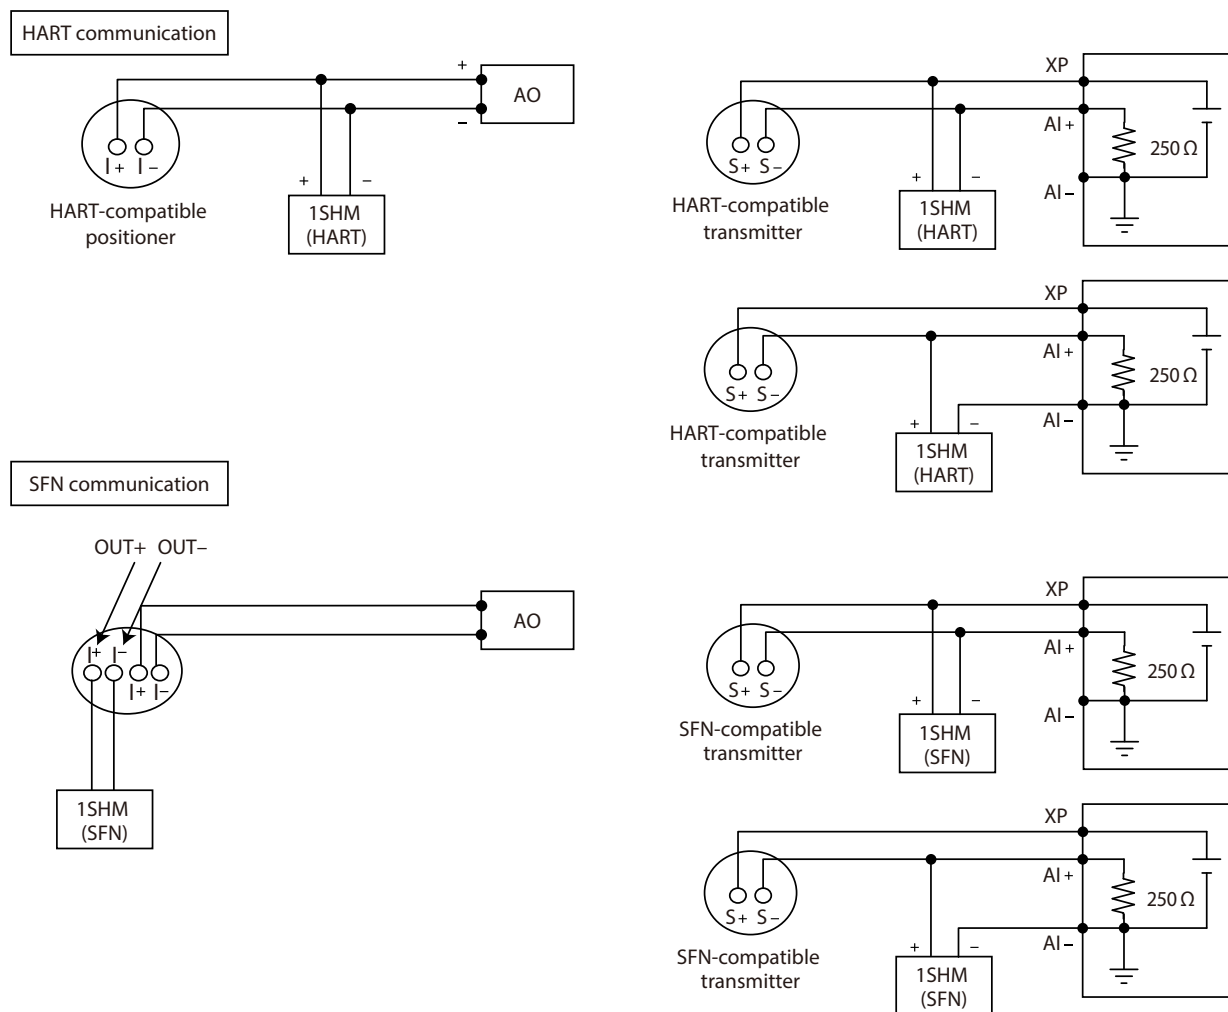 HART communication
+
AO
–
I + I –
+ –
HART-compatible
positioner
1SHM
(HART)
XP
AI +
250 Ω
AI –
S + S –
+ –
HART-compatible
transmitter
1SHM
(HART)
XP
AI +
250 Ω
AI –
S + S –
+ –
HART-compatible
transmitter
1SHM
(HART)
SFN communication
OUT+ OUT–
AO
I+ I–
I+ I–
1SHM
(SFN)
XP
AI +
250 Ω
AI –
S + S –
+ –
SFN-compatible
transmitter
1SHM
(SFN)
XP
AI +
250 Ω
AI –
S + S –
+ –
SFN-compatible
transmitter
1SHM
(SFN)